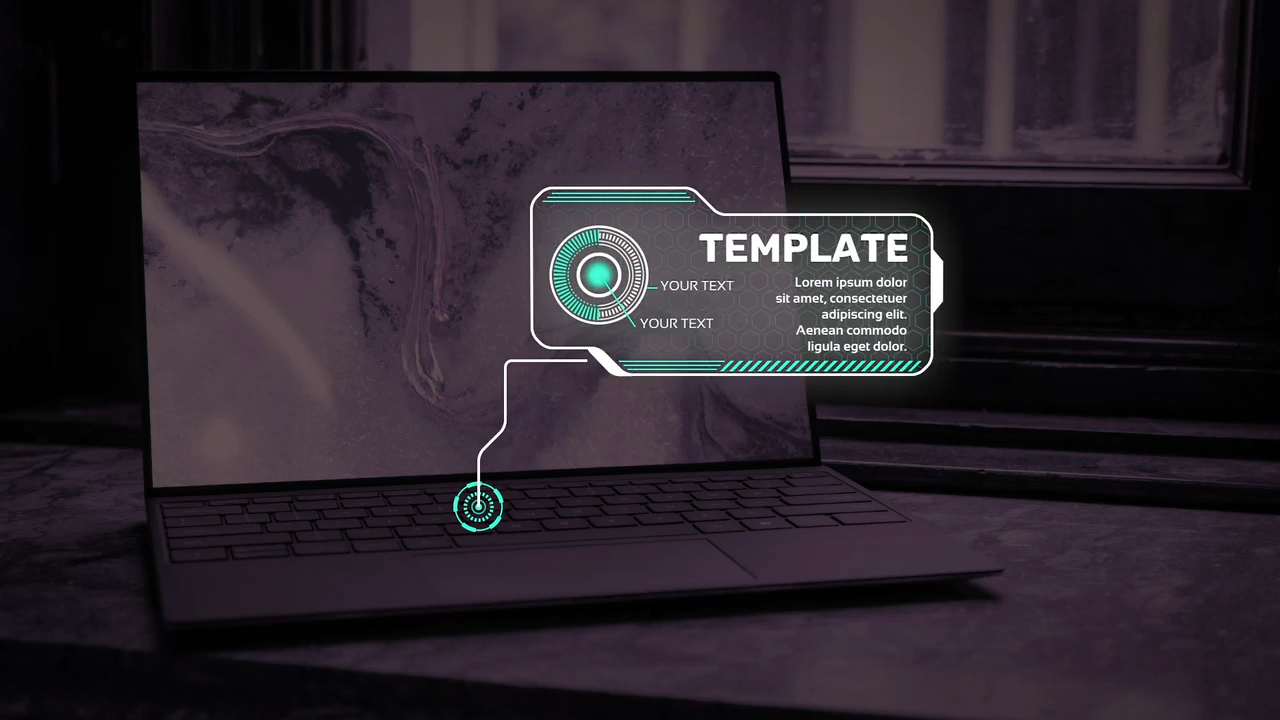 TEMPLATE
YOUR TEXT
YOUR TEXT
Lorem ipsum dolor
sit amet, consectetuer
adipiscing elit.
Aenean commodo
ligula eget dolor.